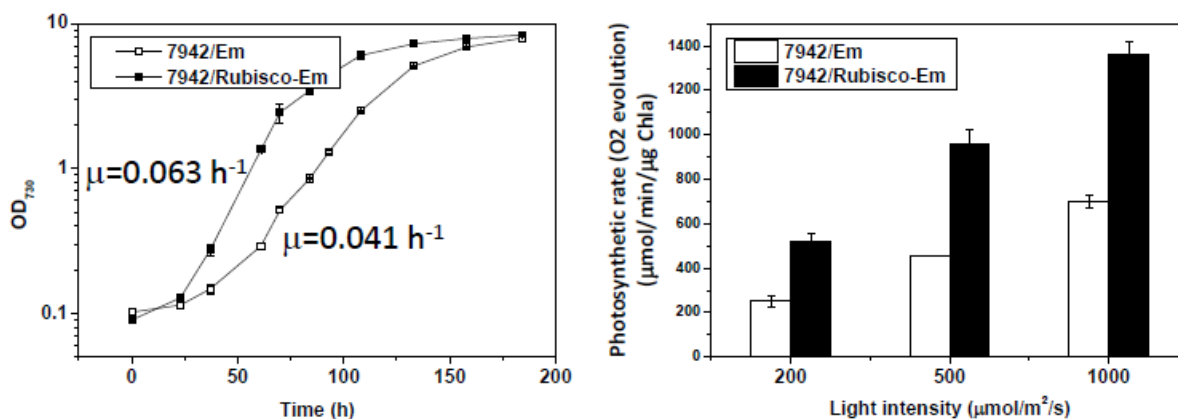 10
1
0.1
OD730
7942/Em
7942/Rubisco-Em
μ=0.063 h-1
μ=0.041 h-1
0
50
100
150
200
Time (h)
Photosynthetic rate (O2 evolution)
(μmol/min/μg Chla)
1400
1200
1000
800
600
400
200
0
7942/Em
7942/Rubisco-Em
200
500
1000
Light intensity (μmol/m2/s)